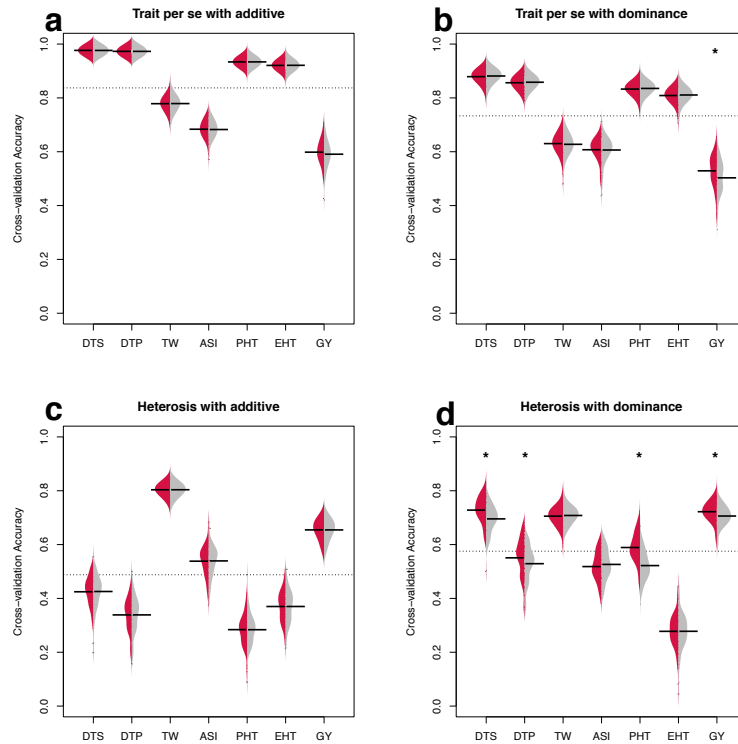 a
Trait per se with additive
Cross−validation Accuracy
1.0
0.8
0.6
0.4
0.2
0.0
DTS DTP TW ASI PHT EHT GY
b
Trait per se with dominance
*
Cross−validation Accuracy
1.0
0.8
0.6
0.4
0.2
0.0
DTS DTP TW ASI PHT EHT GY
c
Heterosis with additive
Cross−validation Accuracy
1.0
0.8
0.6
0.4
0.2
0.0
DTS DTP TW ASI PHT EHT GY
d
Heterosis with dominance
* * * *
Cross−validation Accuracy
1.0
0.8
0.6
0.4
0.2
0.0
DTS DTP TW ASI PHT EHT GY